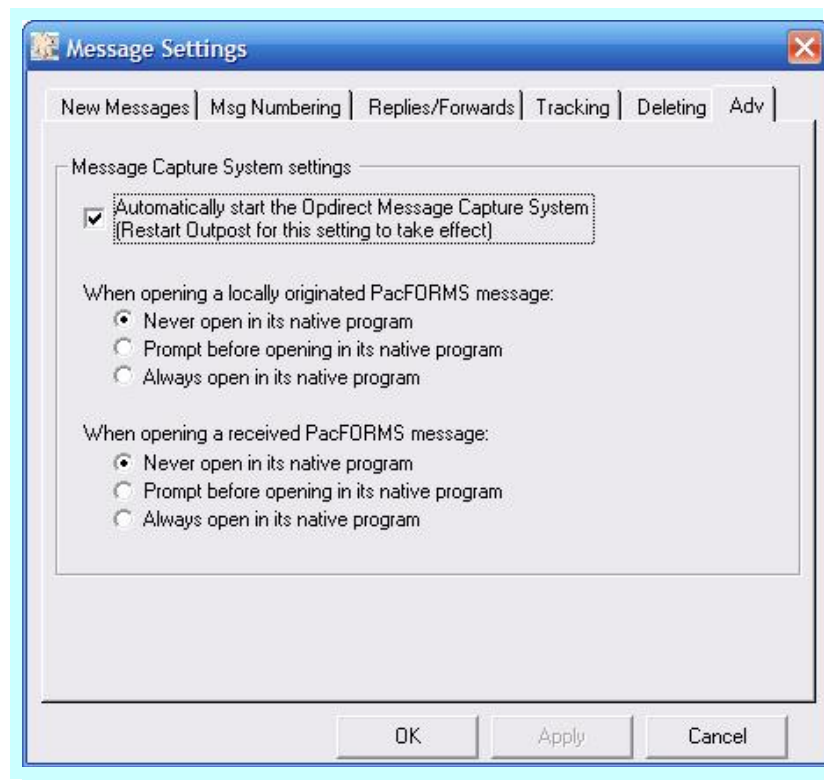 Message Settings
New Messages Msg Numbering Replies/Forwards Tracking Deleting Adv
Message Capture System settings
Automatically start the Opdirect Message Capture System
(Restart Outpost for this setting to take effect)
When opening a locally originated PacFORMS message:
Never open in its native program
Prompt before opening in its native program
Always open in its native program
When opening a received PacFORMS message:
Never open in its native program
Prompt before opening in its native program
Always open in its native program
OK Apply Cancel